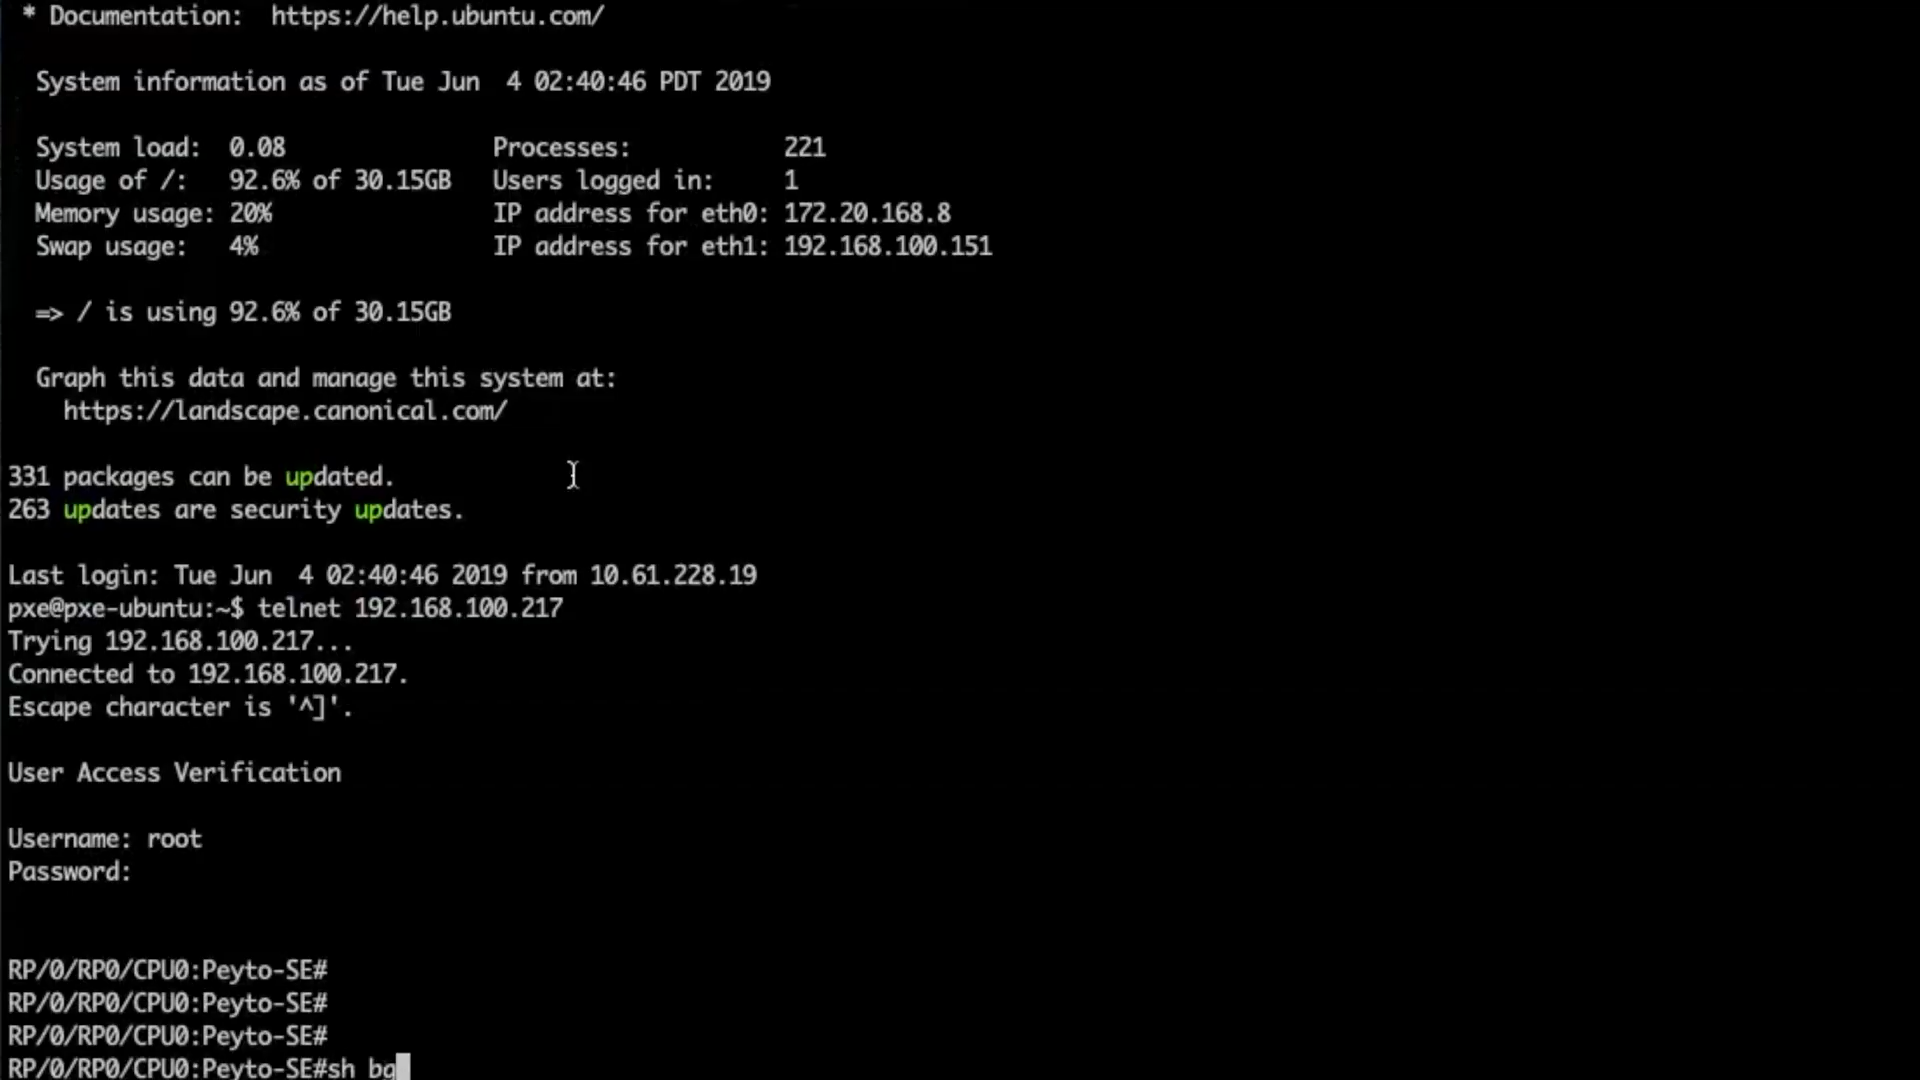 * Documentation:  https://help.ubuntu.com/
System information as of Tue Jun  4 02:40:46 PDT 2019
System load:  0.08               Processes:           221
Usage of /:   92.6% of 30.15GB   Users logged in:     1
Memory usage: 20%                IP address for eth0: 172.20.168.8
Swap usage:   4%                 IP address for eth1: 192.168.100.151
=> / is using 92.6% of 30.15GB
Graph this data and manage this system at:
https://landscape.canonical.com/
331 packages can be updated.
263 updates are security updates.
Last login: Tue Jun  4 02:40:46 2019 from 10.61.228.19
pxe@pxe-ubuntu:~$ telnet 192.168.100.217
Trying 192.168.100.217...
Connected to 192.168.100.217.
Escape character is '^]'.
User Access Verification
Username: root
Password:
RP/0/RP0/CPU0:Peyto-SE#
RP/0/RP0/CPU0:Peyto-SE#
RP/0/RP0/CPU0:Peyto-SE#
RP/0/RP0/CPU0:Peyto-SE#sh bg